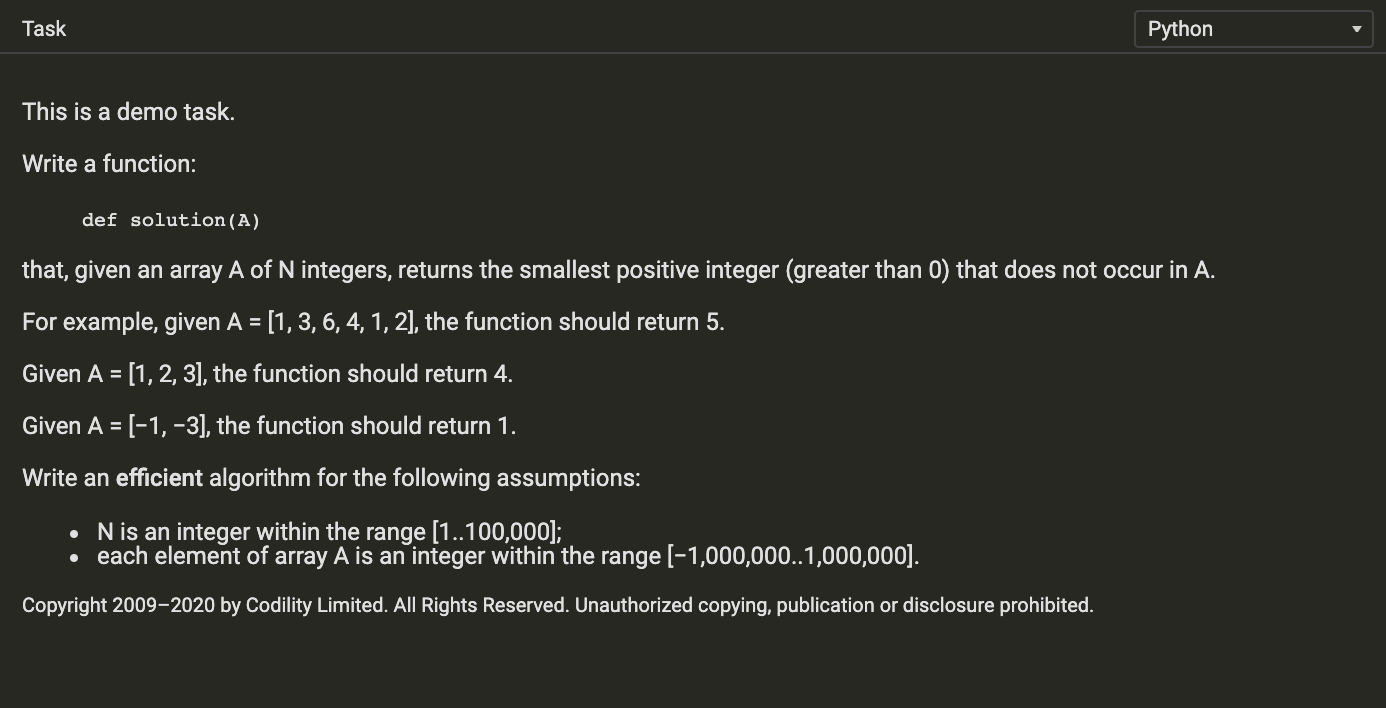 Task
Python
This is a demo task.
Write a function:
def solution(A)
that, given an array A of N integers, returns the smallest positive integer (greater than 0) that does not occur in A.
For example, given A = [1, 3, 6, 4, 1, 2], the function should return 5.
Given A = [1, 2, 3], the function should return 4.
Given A = [−1, −3], the function should return 1.
Write an efficient algorithm for the following assumptions:
• N is an integer within the range [1..100,000];
• each element of array A is an integer within the range [−1,000,000..1,000,000].
Copyright 2009–2020 by Codility Limited. All Rights Reserved. Unauthorized copying, publication or disclosure prohibited.